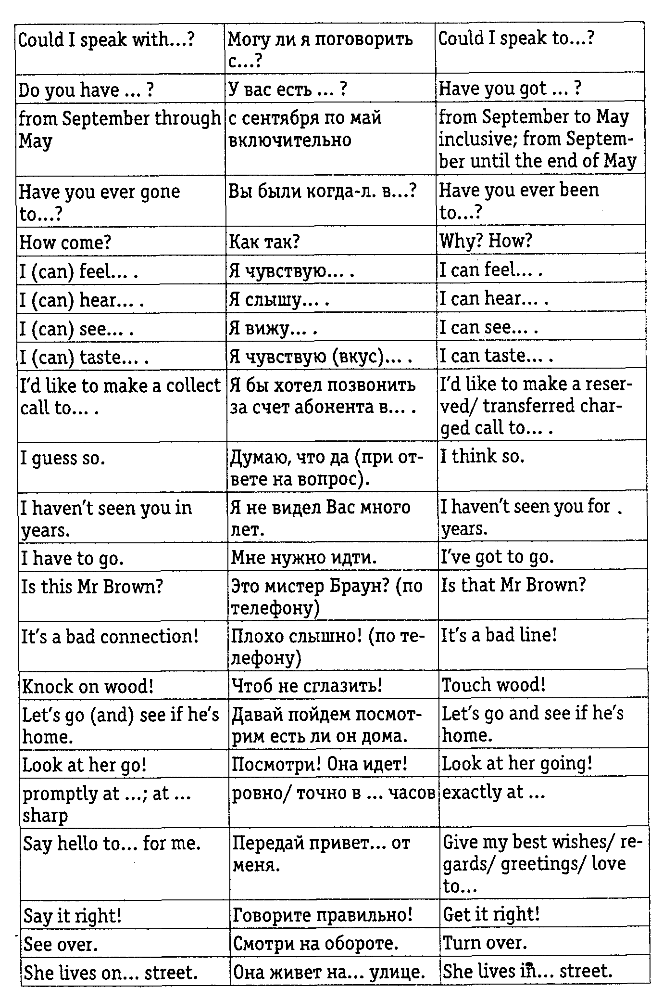 Could I speak with...?
Могу ли я поговорить
с...?
Could I speak to...?
Do you have ... ?
У вас есть ... ?
Have you got ... ?
from September through
May
с сентября по май
включительно
from September to May
inclusive; from Septem-
ber until the end of May
Have you ever gone
to...?
Вы были когда-л. в...?
Have you ever been
to...?
How come?
Как так?
Why? How?
I (can) feel... .
Я чувствую... .
I can feel... .
I (can) hear... .
Я слышу... .
I can hear... .
I (can) see... .
Я вижу... .
I can see... .
I (can) taste... .
Я чувствую (вкус)... .
I can taste... .
I'd like to make a collect
call to... .
Я бы хотел позвонить
за счет абонента в... .
I'd like to make a reser-
ved/ transferred char-
ged call to... .
I guess so.
Думаю, что да (при от-
вете на вопрос).
I think so.
I haven't seen you in
years.
Я не видел Вас много
лет.
I haven't seen you for .
years.
I have to go.
Мне нужно идти.
I've got to go.
Is this Mr Brown?
Это мистер Браун? (по
телефону)
Is that Mr Brown?
It's a bad connection!
Плохо слышно! (по те-
лефону)
It's a bad line!
Knock on wood!
Чтоб не сглазить!
Touch wood!
Let's go (and) see if he's
home.
Давай пойдем посмот-
рим есть ли он дома.
Let's go and see if he's
home.
Look at her go!
Посмотри! Она идет!
Look at her going!
promptly at ...; at ...
sharp
ровно/ точно в ... часов
exactly at ...
Say hello to... for me.
Передай привет... от
меня.
Give my best wishes/ re-
gards/ greetings/ love
to...
Say it right!
Говорите правильно!
Get it right!
See over.
Смотри на обороте.
Turn over.
She lives on... street.
Она живет на... улице.
She lives in... street.